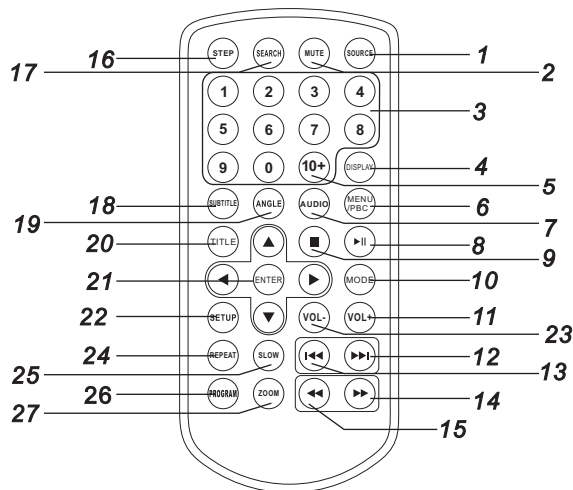 16 STEP SEARCH MUTE SOURCE 1
17 2
1 2 3 4 3
5 6 7 8
9 0 10+ DISPLAY 4
5
18 SUBTITLE ANGLE AUDIO MENU /PBC 6
19 7
20 TITLE 8
9
21 ENTER MODE 10
22 SETUP VOL- VOL+ 11
23
24 REPEAT SLOW 12
25 13
26 PROGRAM ZOOM 14
27 15